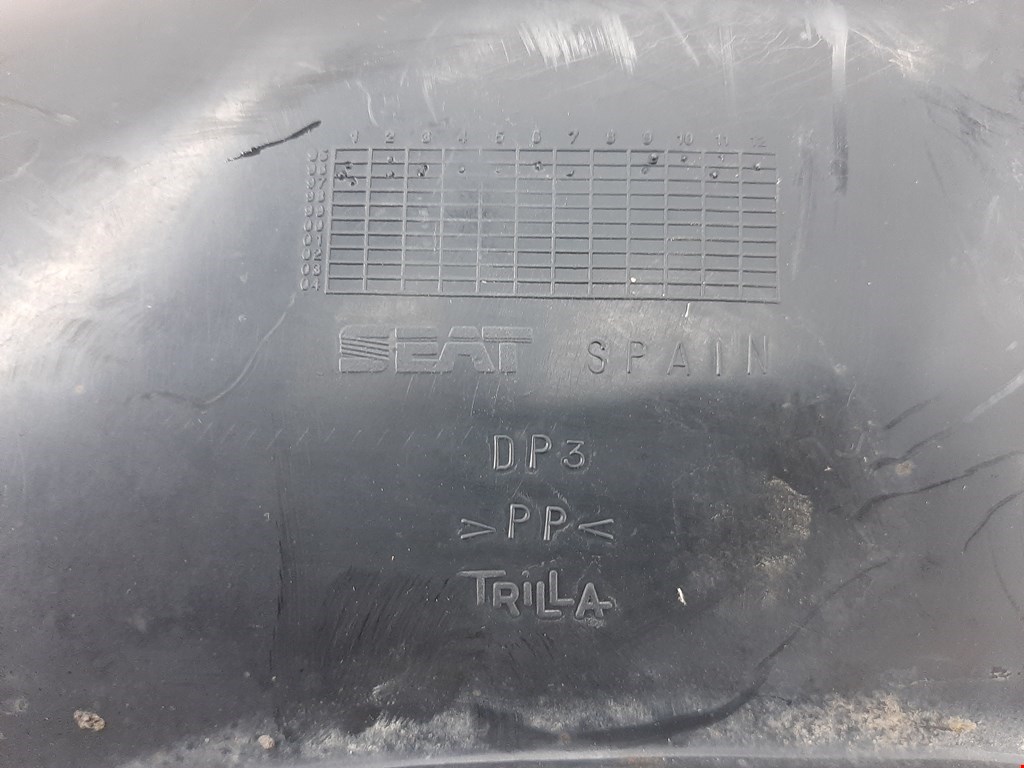 1 2 3 4 5 6 7 8 9 10 11 12
SEAT SPAIN
DP3
>PP<
TRiLLA